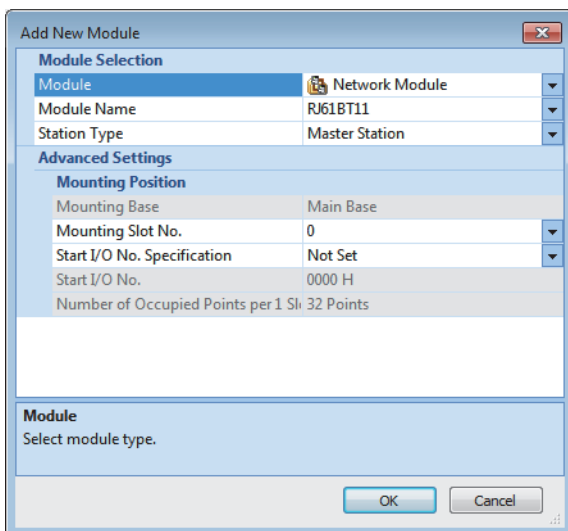 Add New Module
Module Selection
Module Network Module
Module Name RJ61BT11
Station Type Master Station
Advanced Settings
Mounting Position
Mounting Base Main Base
Mounting Slot No. 0
Start I/O No. Specification Not Set
Start I/O No. 0000 H
Number of Occupied Points per 1 Sl 32 Points
Module
Select module type.
OK Cancel